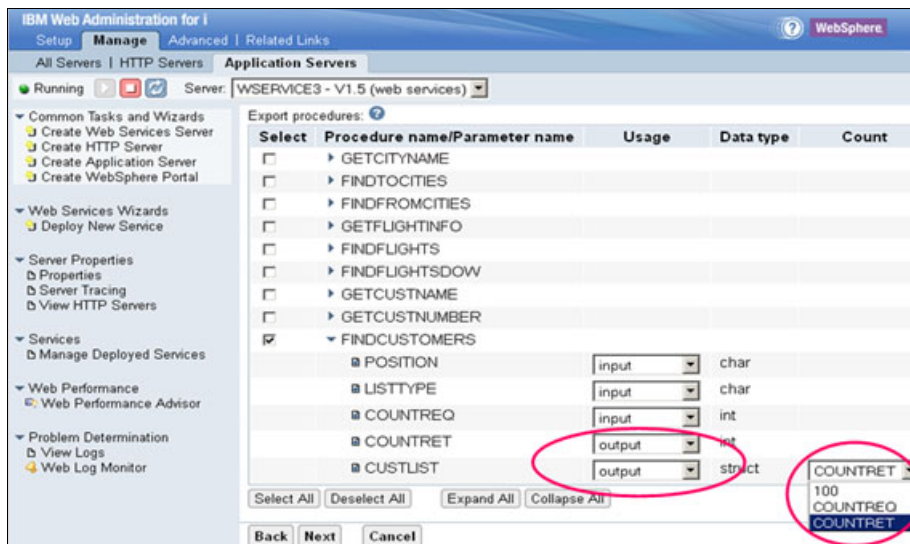 IBM Web Administration for i
Setup Manage Advanced | Related Links
WebSphere.
All Servers | HTTP Servers Application Servers
Running Server: WSERVICE3 - V1.5 (web services)
Common Tasks and Wizards
Create Web Services Server
Create HTTP Server
Create Application Server
Create WebSphere Portal
Web Services Wizards
Deploy New Service
Server Properties
Properties
Server Tracing
View HTTP Servers
Services
Manage Deployed Services
Web Performance
Web Performance Advisor
Problem Determination
View Logs
Web Log Monitor
Export procedures:
Select Procedure name/Parameter name Usage Data type Count
GETCITYNAME
FINDTOCITIES
FINDFROMCITIES
GETFLIGHTINFO
FINDFLIGHTS
FINDFLIGHTSDOW
GETCUSTNAME
GETCUSTNUMBER
FINDCUSTOMERS
POSITION input char
LISTTYPE input char
COUNTREQ input int
COUNTRET output int
CUSTLIST output struct COUNTRET
100
COUNTREQ
COUNTRET
Select All Deselect All Expand All Collapse All
Back Next Cancel